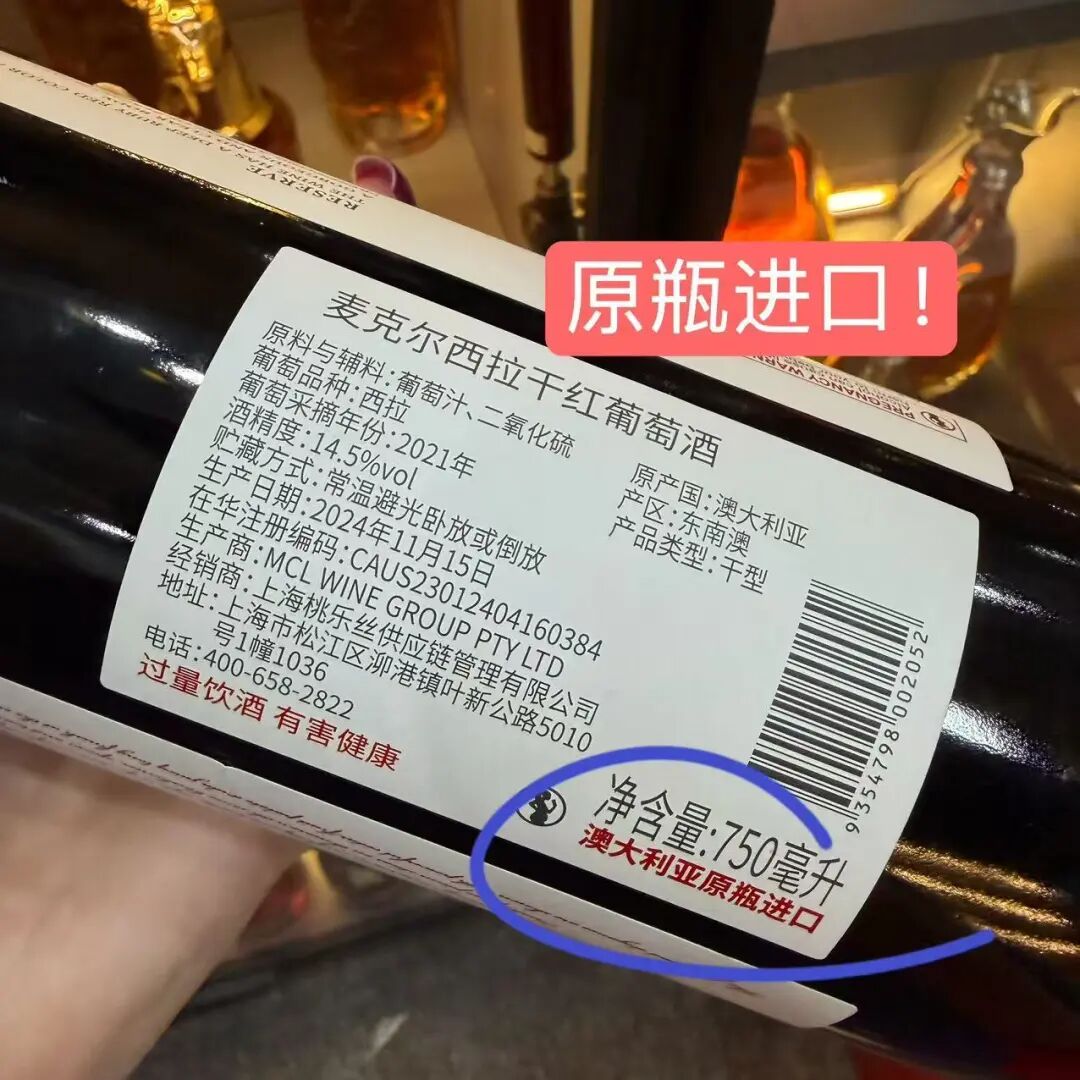 RESERVE
THE WINE HAS A DEEP RUBY RED COLOR
原瓶进口！
PREGNANCY WARN
麦克尔西拉干红葡萄酒
原料与辅料：葡萄汁、二氧化硫
葡萄品种：西拉
葡萄采摘年份：2021年
酒精度：14.5%vol
贮藏方式：常温避光卧放或倒放
生产日期：2024年11月15日
在华注册编码：CAUS23012404160384
生产商：MCL WINE GROUP PTY LTD
经销商：上海桃乐丝供应链管理有限公司
地址：上海市松江区泖港镇叶新公路5010
号1幢1036
电话：400-658-2822
过量饮酒 有害健康
原产国：澳大利亚
产区：东南澳
产品类型：干型
9354798002052
净含量：750毫升
澳大利亚原瓶进口